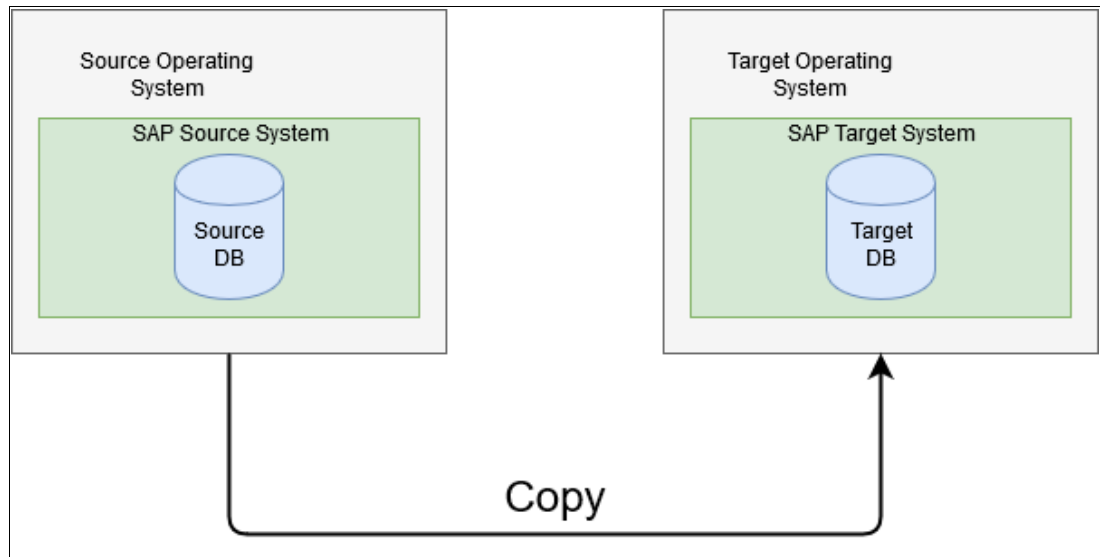 Source Operating
System
SAP Source System
Source
DB
Target Operating
System
SAP Target System
Target
DB
Copy